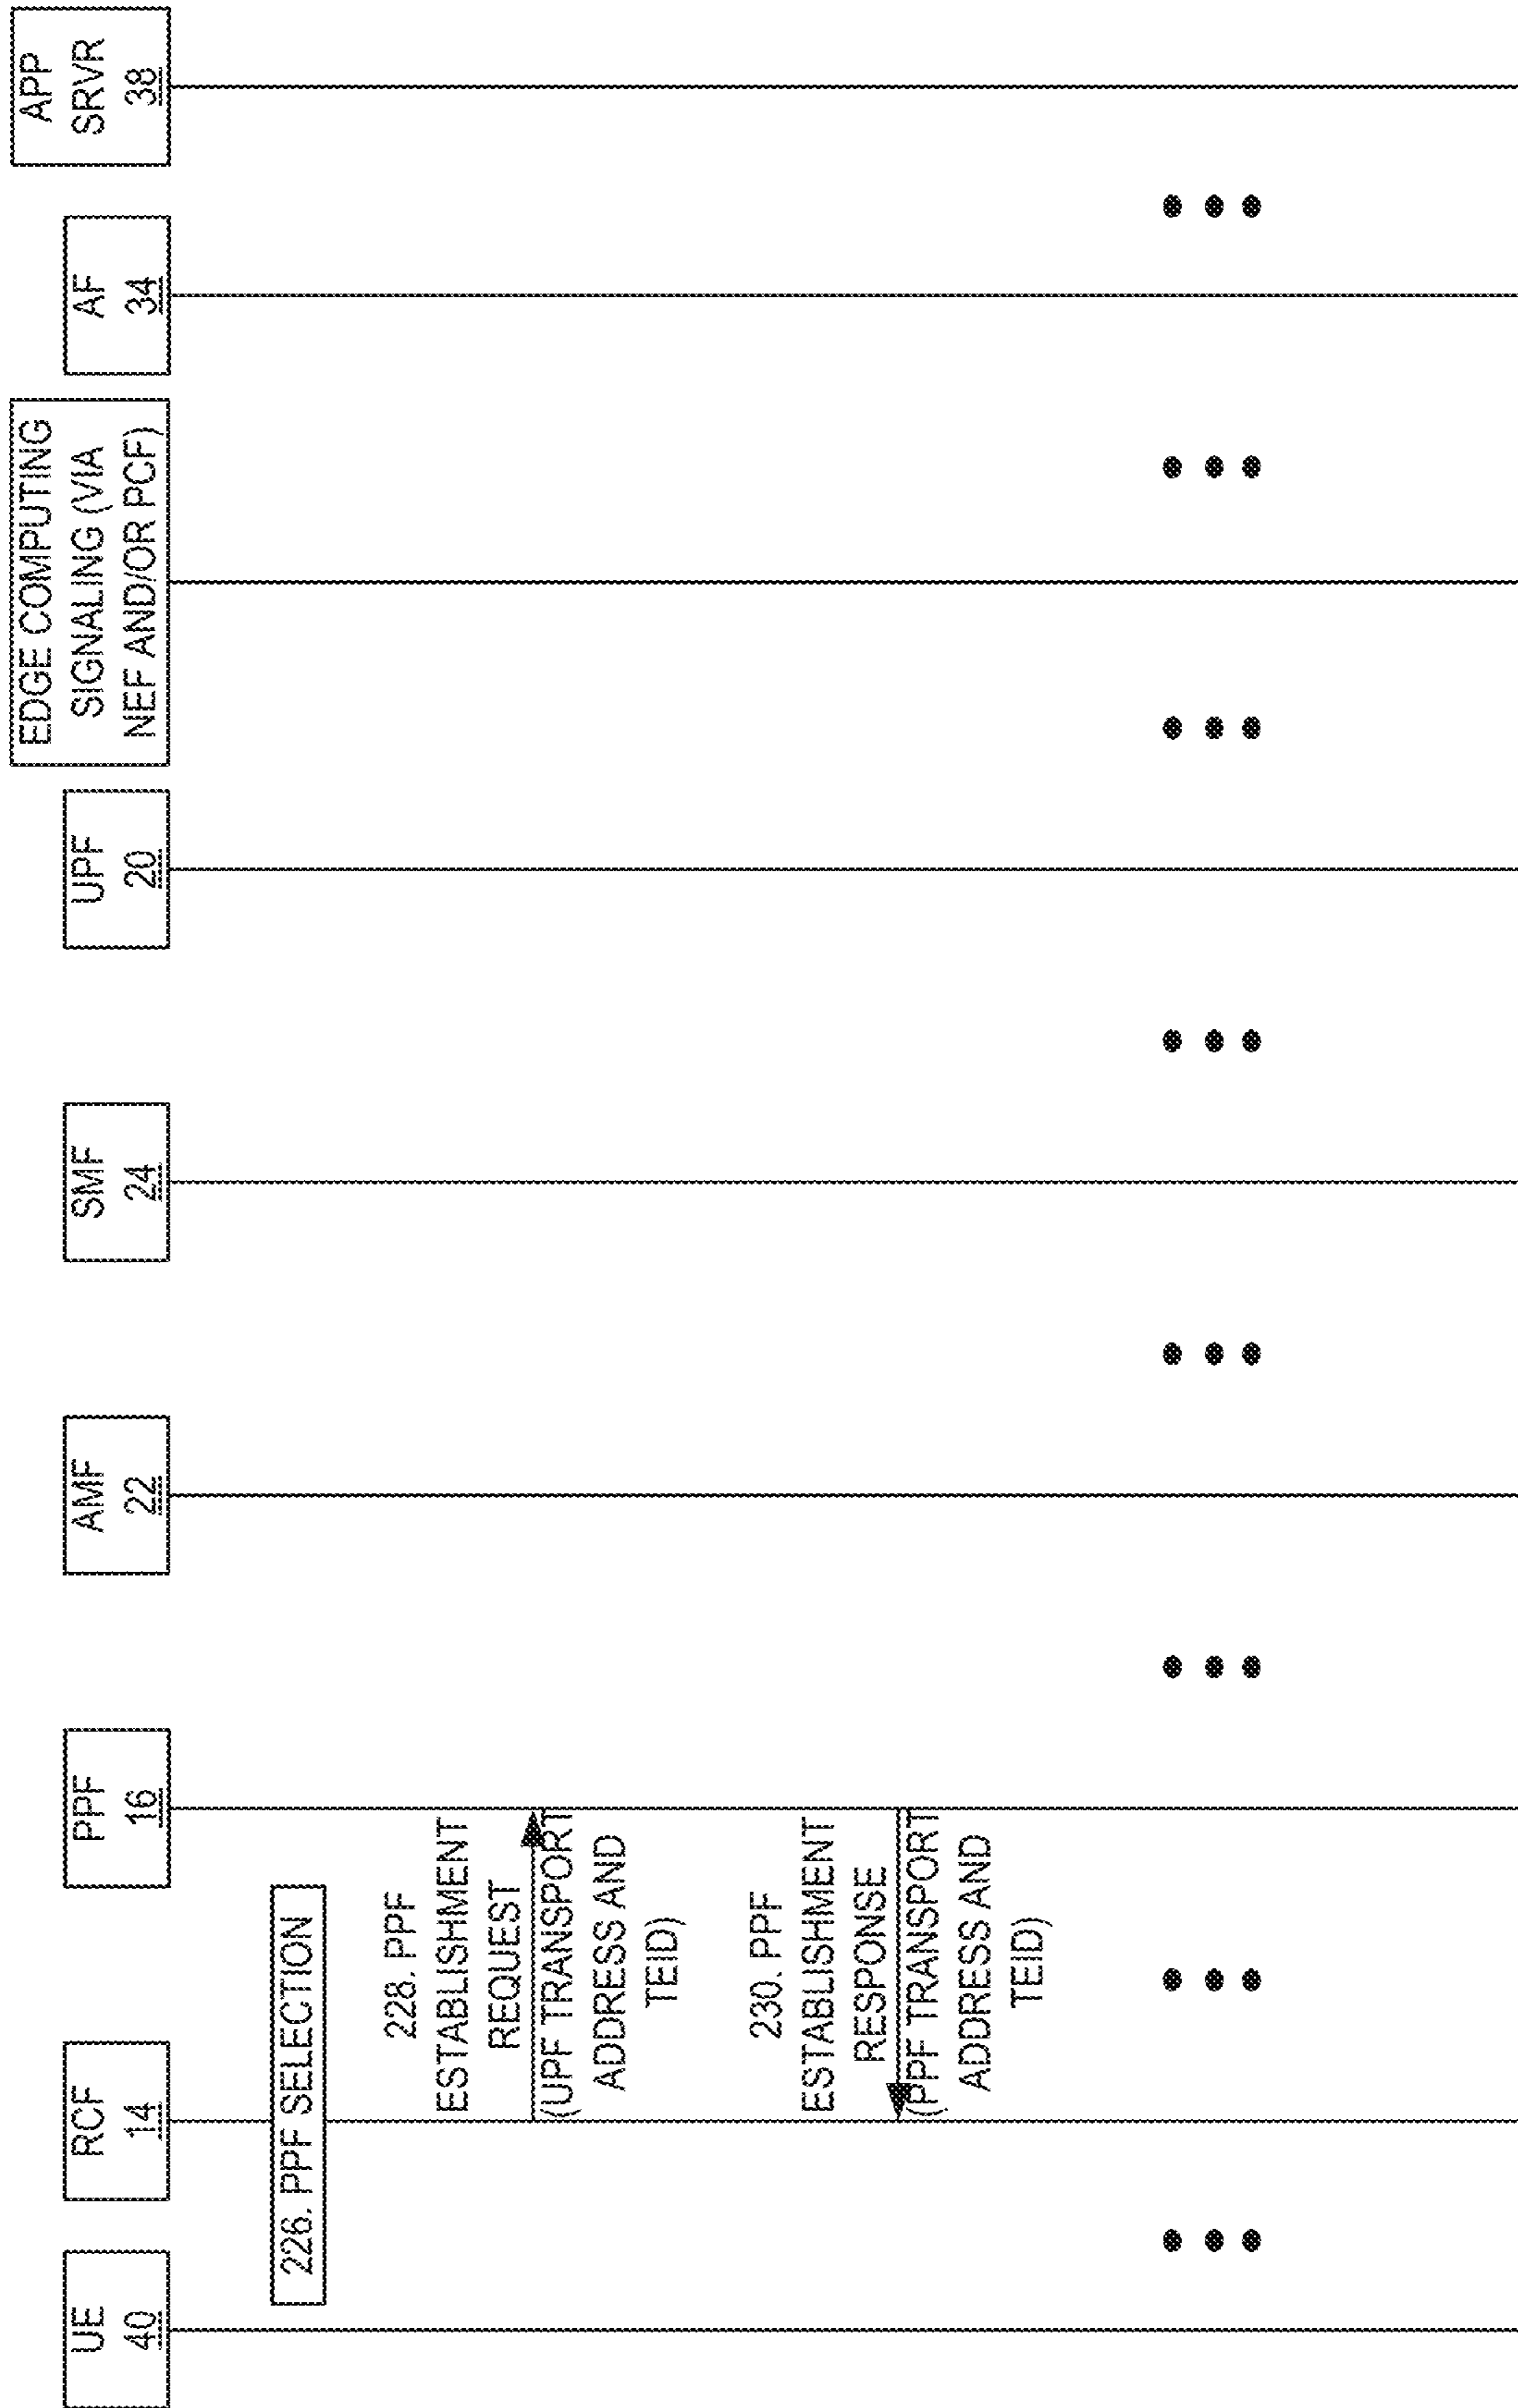 UE
40
RCF
14
PPF
16
AMF
22
SMF
24
UPF
20
EDGE COMPUTING
SIGNALING (VIA
NEF AND/OR PCF)
AF
34
APP
SRVR
38
226. PPF SELECTION
228. PPF
ESTABLISHMENT
REQUEST
(UPF TRANSPORT
ADDRESS AND
TEID))
230. PPF
ESTABLISHMENT
RESPONSE
(PPF TRANSPORT
ADDRESS AND
TEID))